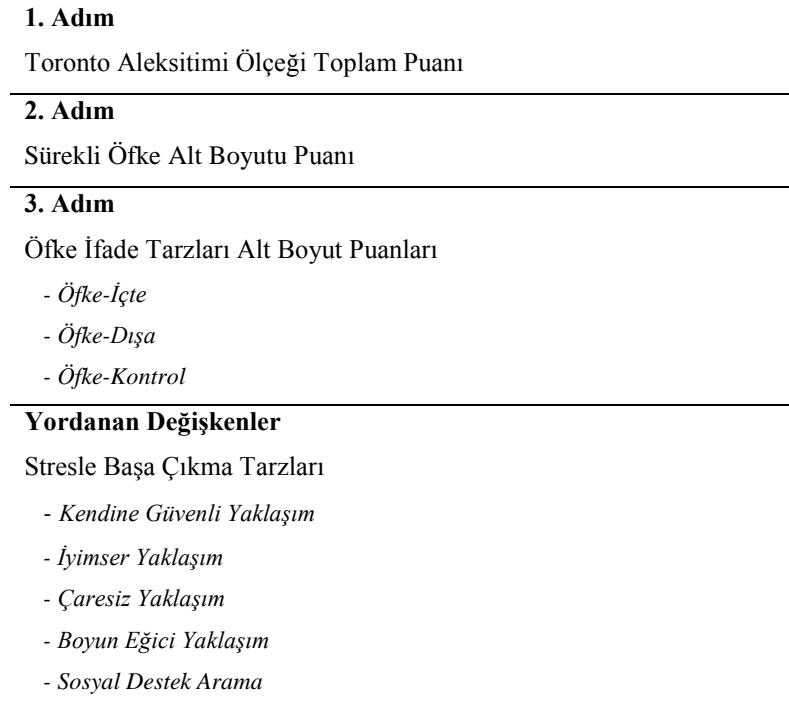 1. Adım
Toronto Aleksitimi Ölçeği Toplam Puanı
2. Adım
Sürekli Öfke Alt Boyutu Puanı
3. Adım
Öfke İfade Tarzları Alt Boyut Puanları
- Öfke-İçte
- Öfke-Dışa
- Öfke-Kontrol
Yordanan Değişkenler
Stresle Başa Çıkma Tarzları
- Kendine Güvenli Yaklaşım
- İyimser Yaklaşım
- Çaresiz Yaklaşım
- Boyun Eğici Yaklaşım
- Sosyal Destek Arama